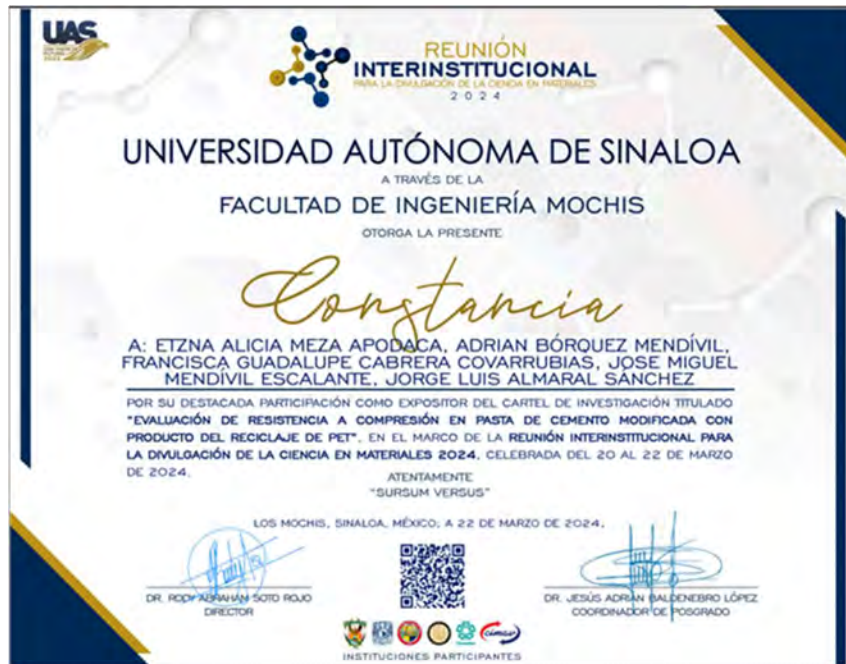 UAS
REUNIÓN
INTERINSTITUCIONAL
PARA LA DIVULGACIÓN DE LA CIENCIA EN MATERIALES
2024
UNIVERSIDAD AUTÓNOMA DE SINALOA
A TRAVÉS DE LA
FACULTAD DE INGENIERÍA MOCHIS
OTORGA LA PRESENTE
Constancia
A: ETZNA ALICIA MEZA APODACA, ADRIAN BÓRQUEZ MENDÍVIL,
FRANCISCA GUADALUPE CABRERA COVARRUBIAS, JOSE MIGUEL
MENDÍVIL ESCALANTE, JORGE LUIS ALMARAL SÁNCHEZ
POR SU DESTACADA PARTICIPACIÓN COMO EXPOSITOR DEL CARTEL DE INVESTIGACIÓN TITULADO
"EVALUACIÓN DE RESISTENCIA A COMPRESIÓN EN PASTA DE CEMENTO MODIFICADA CON
PRODUCTO DEL RECICLAJE DE PET", EN EL MARCO DE LA REUNIÓN INTERINSTITUCIONAL PARA
LA DIVULGACIÓN DE LA CIENCIA EN MATERIALES 2024, CELEBRADA DEL 20 AL 22 DE MARZO
DE 2024.
ATENTAMENTE
"SURSUM VERSUS"
LOS MOCHIS, SINALOA, MÉXICO; A 22 DE MARZO DE 2024.
DR. RODY ABRAHAM SOTO ROJO
DIRECTOR
DR. JESÚS ADRIÁN BALDENEBRO LÓPEZ
COORDINADOR DE POSGRADO
cimav
INSTITUCIONES PARTICIPANTES